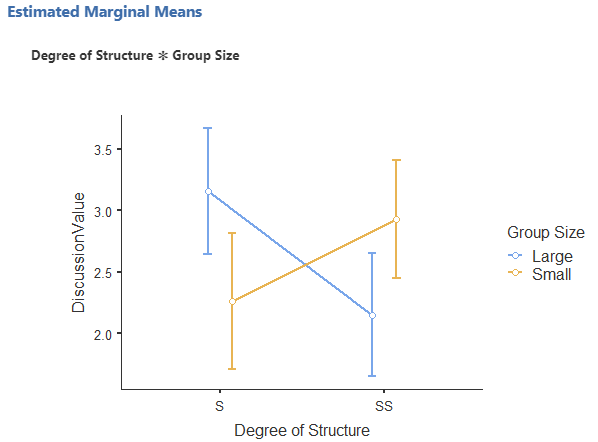 Estimated Marginal Means
Degree of Structure ✻ Group Size
3.5
3.0
2.5
2.0
DiscussionValue
S
SS
Degree of Structure
Group Size
Large
Small